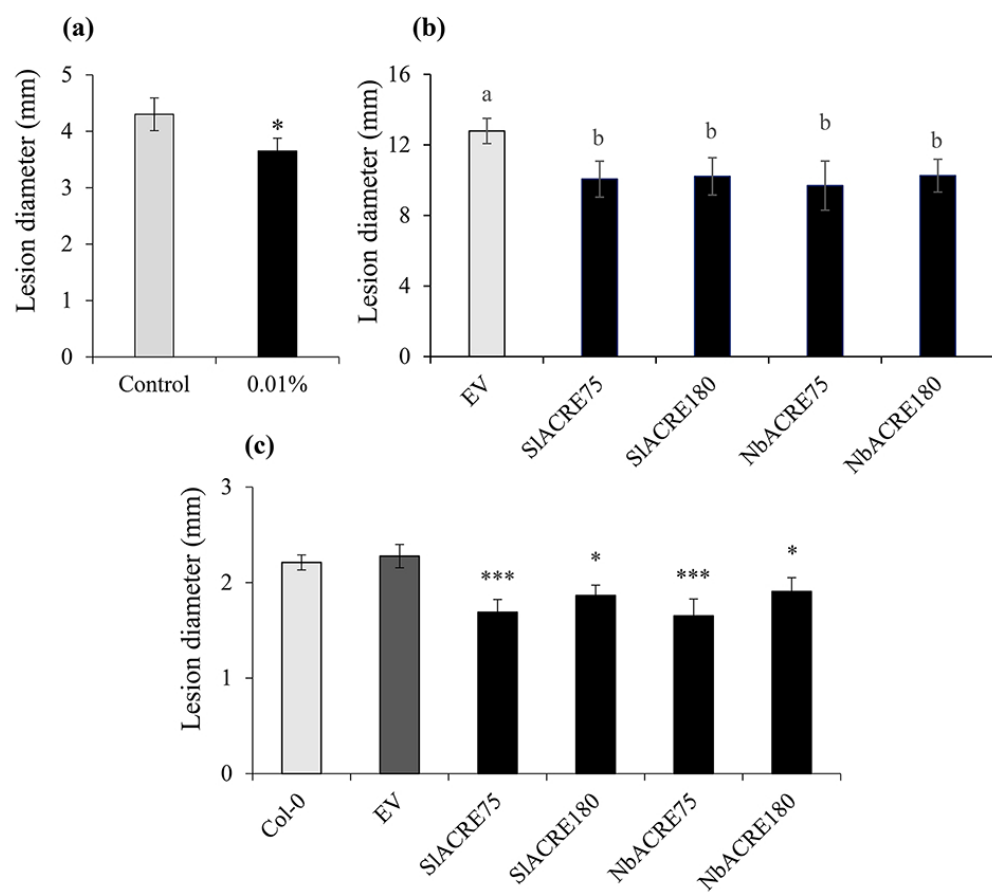 (a)
Lesion diameter (mm)
5
4
3
2
1
0
*
Control 0.01%
(b)
Lesion diameter (mm)
16
12
8
4
0
a
b
b
b
b
EV
SlACRE75
SlACRE180
NbACRE75
NbACRE180
(c)
Lesion diameter (mm)
3
2
1
0
***
*
***
*
Col-0
EV
SlACRE75
SlACRE180
NbACRE75
NbACRE180